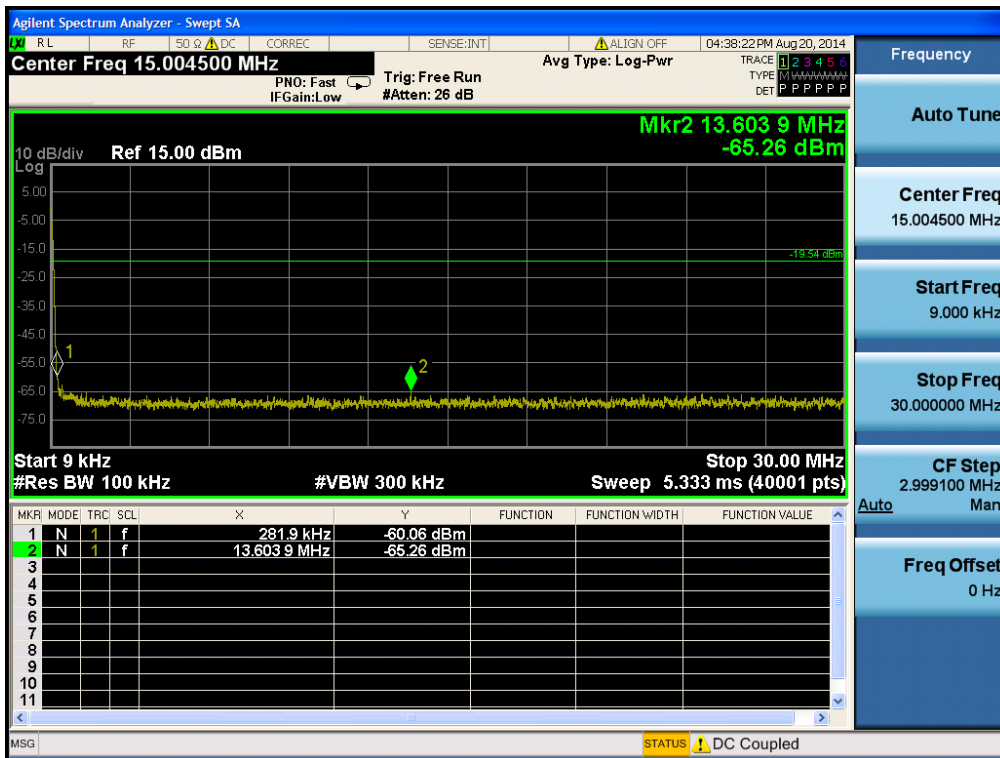 Agilent Spectrum Analyzer - Swept SA
LXI RL RF 50 Ω DC CORREC SENSE:INT ALIGN OFF 04:38:22 PM Aug 20, 2014
Center Freq 15.004500 MHz
PNO: Fast
IFGain:Low
Trig: Free Run
#Atten: 26 dB
Avg Type: Log-Pwr
TRACE 1 2 3 4 5 6
TYPE M WWWWW
DET P P P P P P
Mkr2 13.603 9 MHz
-65.26 dBm
10 dB/div Ref 15.00 dBm
Log
5.00
-5.00
-15.0
-19.54 dBm
-25.0
-35.0
-45.0
-55.0
-65.0
-75.0
1
2
Start 9 kHz
Stop 30.00 MHz
#Res BW 100 kHz
#VBW 300 kHz
Sweep 5.333 ms (40001 pts)
MKR MODE TRC SCL X Y FUNCTION FUNCTION WIDTH FUNCTION VALUE
1 N 1 f 281.9 kHz -60.06 dBm
2 N 1 f 13.603 9 MHz -65.26 dBm
3
4
5
6
7
8
9
10
11
MSG
STATUS DC Coupled
Frequency
Auto Tune
Center Freq
15.004500 MHz
Start Freq
9.000 kHz
Stop Freq
30.000000 MHz
CF Step
2.999100 MHz
Auto Man
Freq Offset
0 Hz